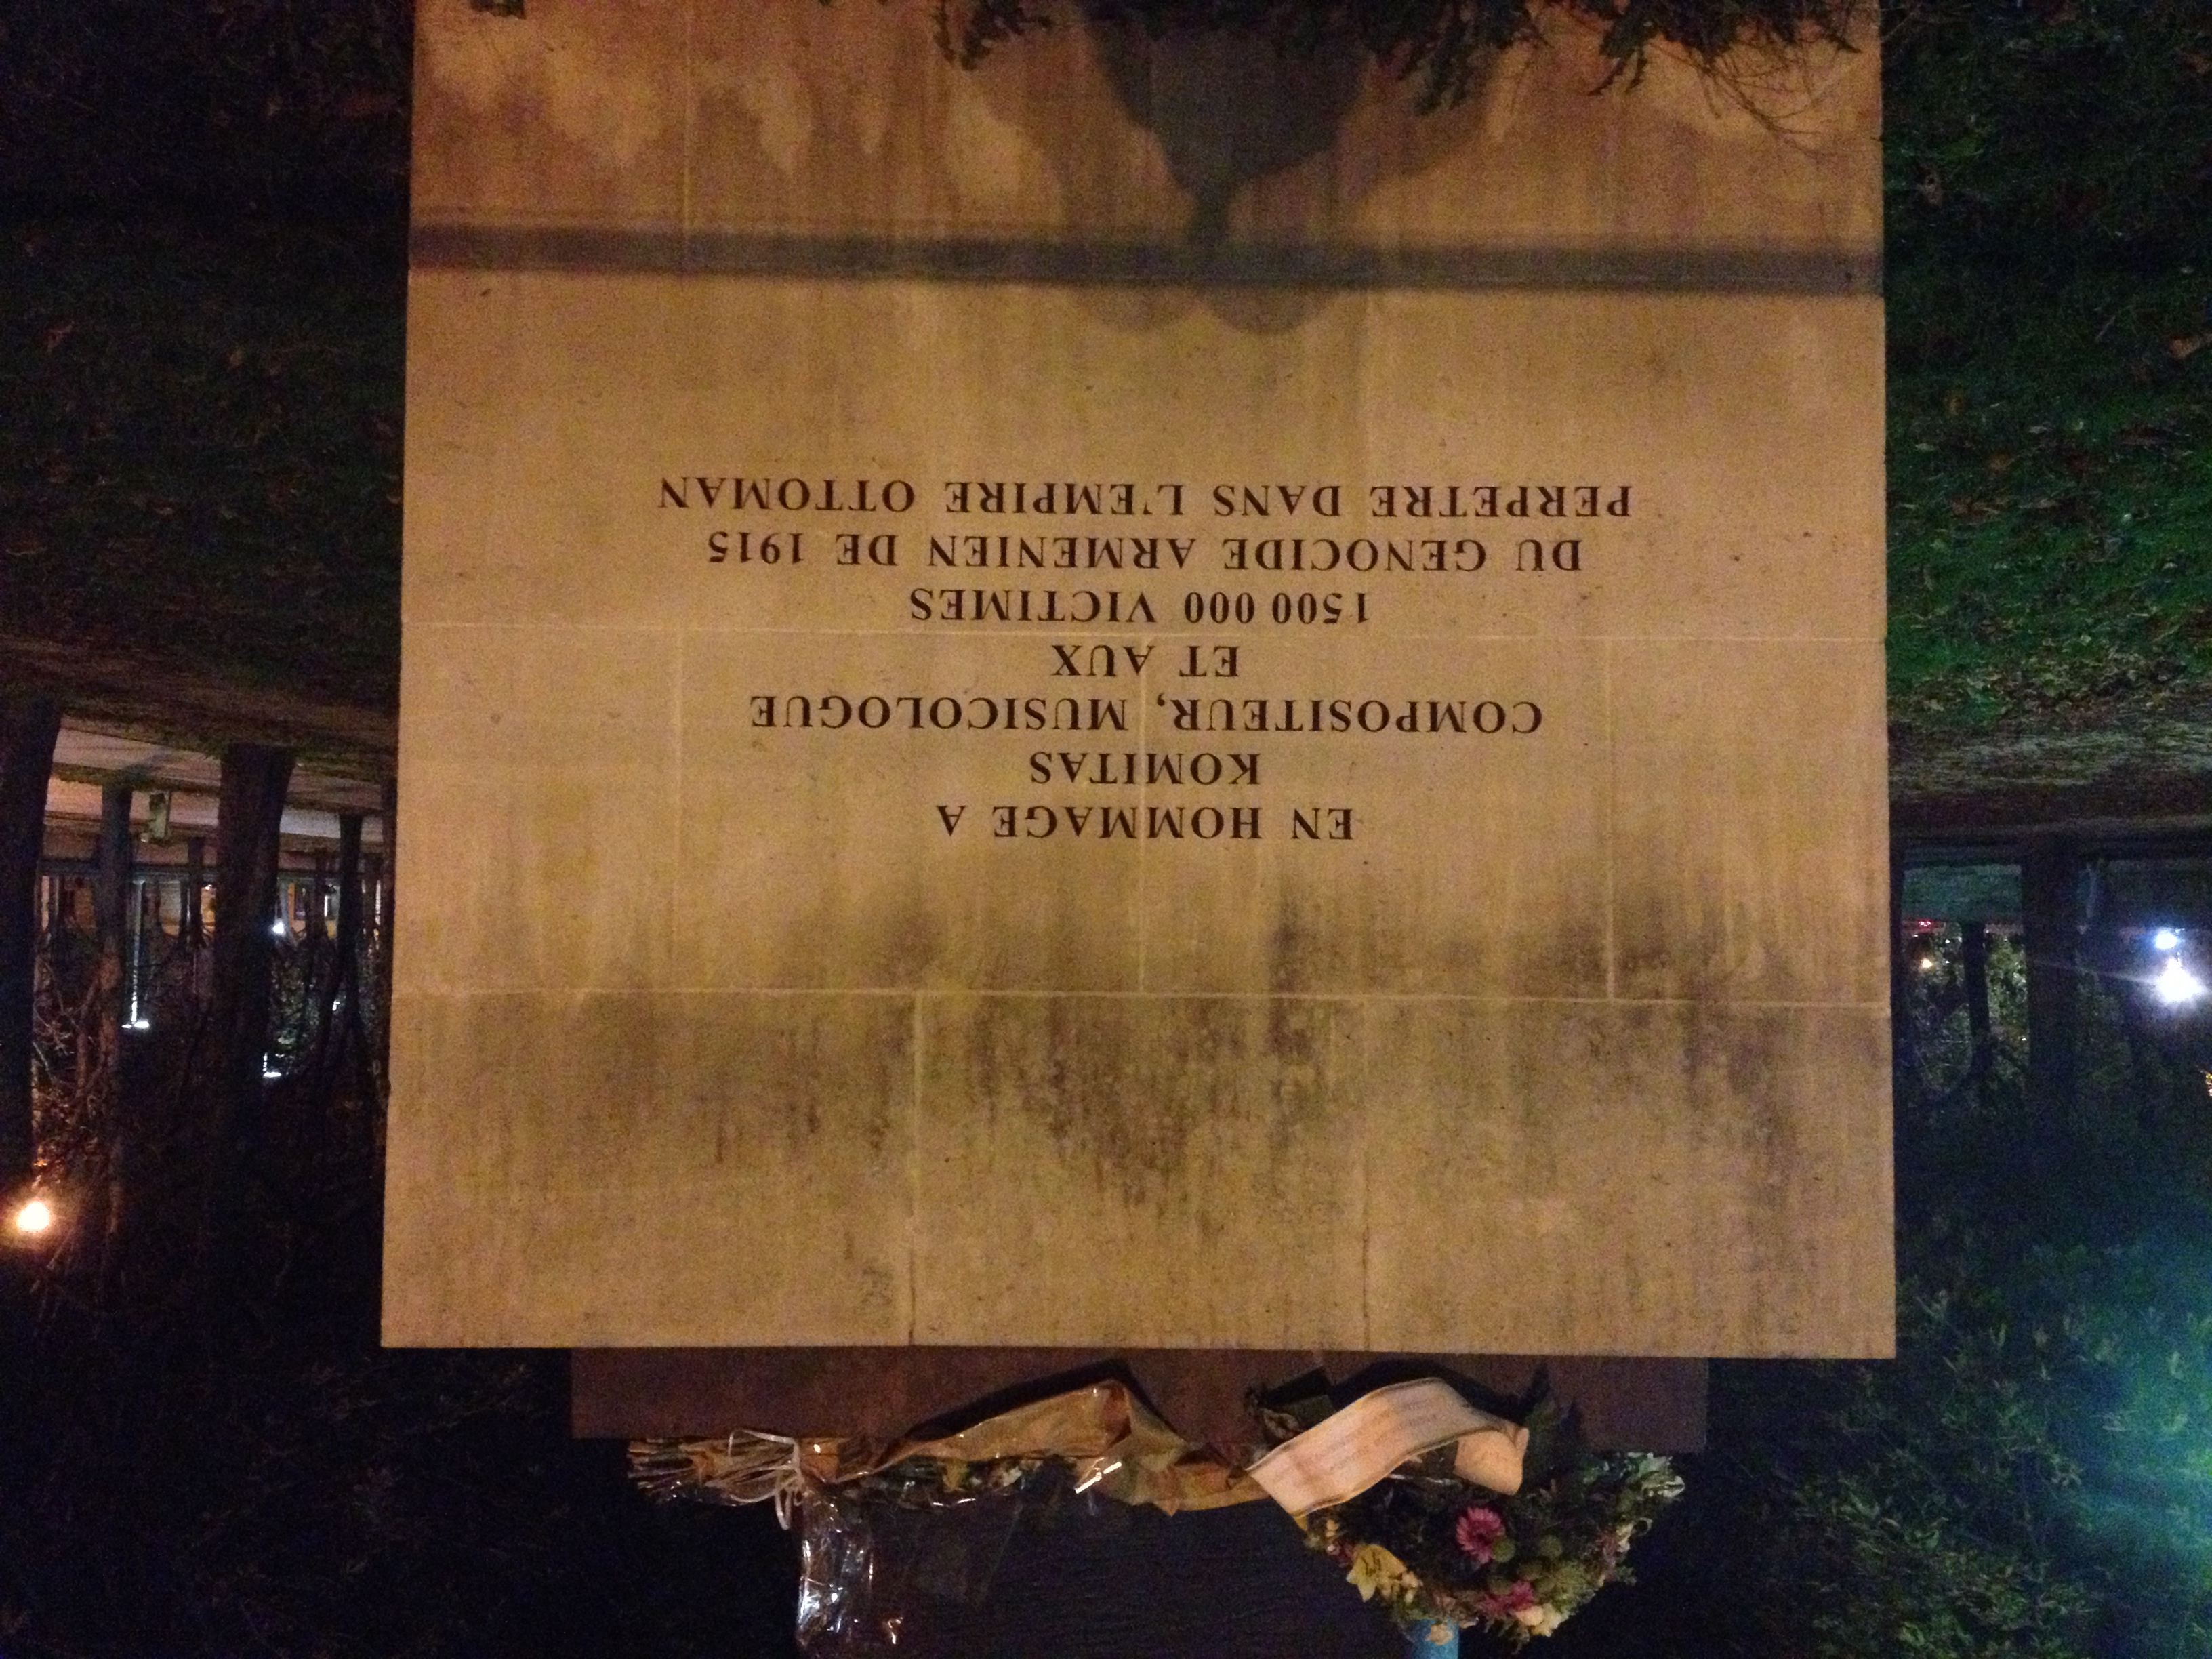 EN HOMMAGE A
KOMITAS
COMPOSITEUR, MUSICOLOGUE
ET AUX
1500 000 VICTIMES
DU GENOCIDE ARMENIEN DE 1915
PERPETRE DANS L'EMPIRE OTTOMAN